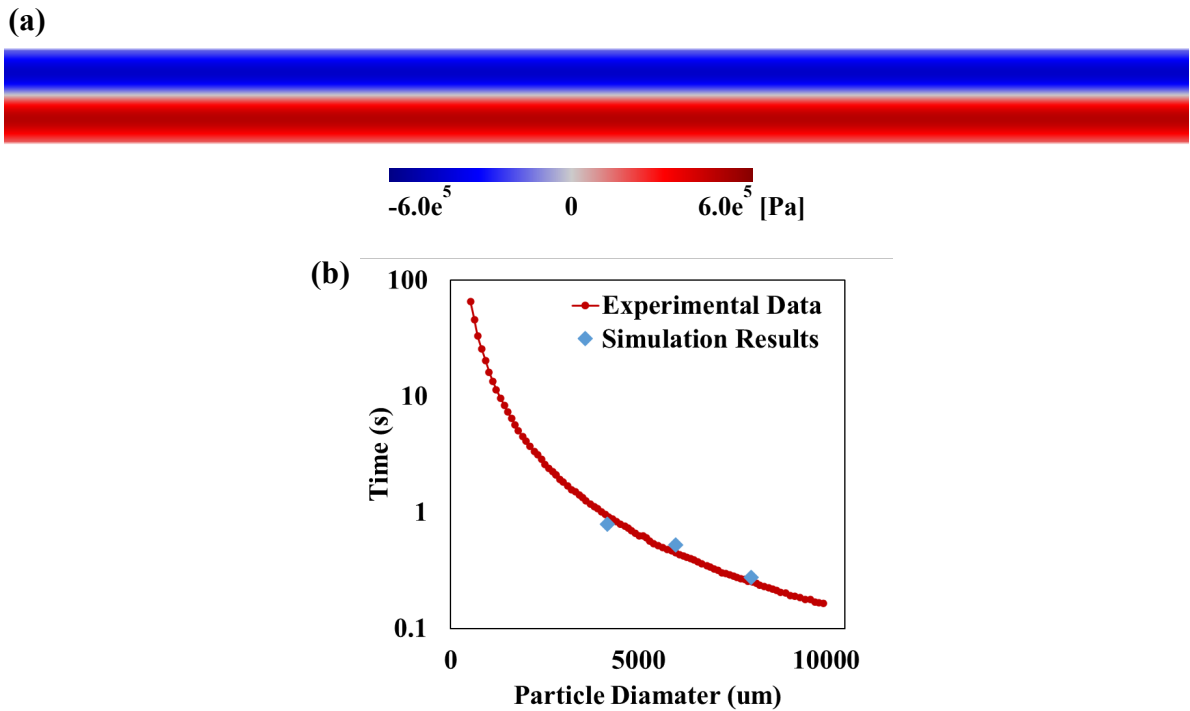 (a)
-6.0e⁵ 0 6.0e⁵ [Pa]
(b)
100
10
1
0.1
Time (s)
Experimental Data
Simulation Results
0 5000 10000
Particle Diamater (um)